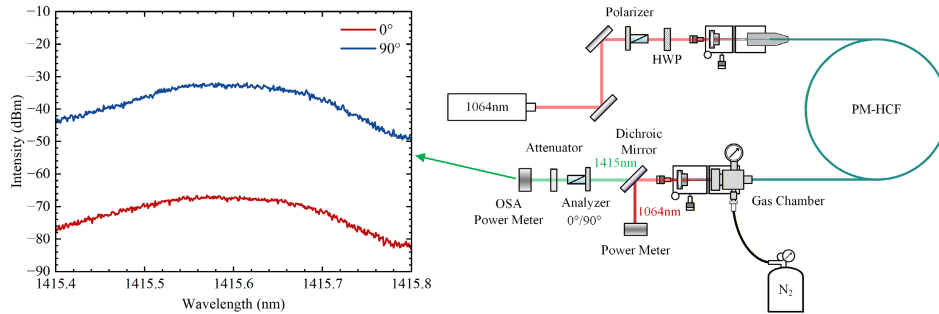 −10
−20
−30
−40
−50
−60
−70
−80
−90
Intensity (dBm)
0°
90°
1415.4
1415.5
1415.6
1415.7
1415.8
Wavelength (nm)
Polarizer
HWP
1064nm
PM-HCF
Dichroic
Mirror
Attenuator
1415nm
OSA
Power Meter
Analyzer
0°/90°
1064nm
Power Meter
Gas Chamber
N2